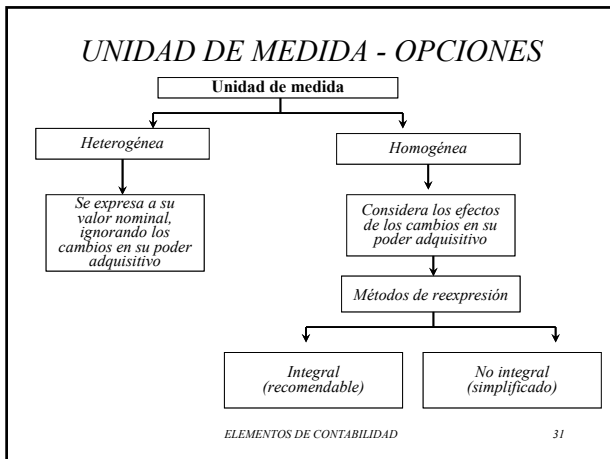 UNIDAD DE MEDIDA - OPCIONES
Unidad de medida
Heterogénea
Homogénea
Se expresa a su
valor nominal,
ignorando los
cambios en su poder
adquisitivo
Considera los efectos
de los cambios en su
poder adquisitivo
Métodos de reexpresión
Integral
(recomendable)
No integral
(simplificado)
ELEMENTOS DE CONTABILIDAD
31